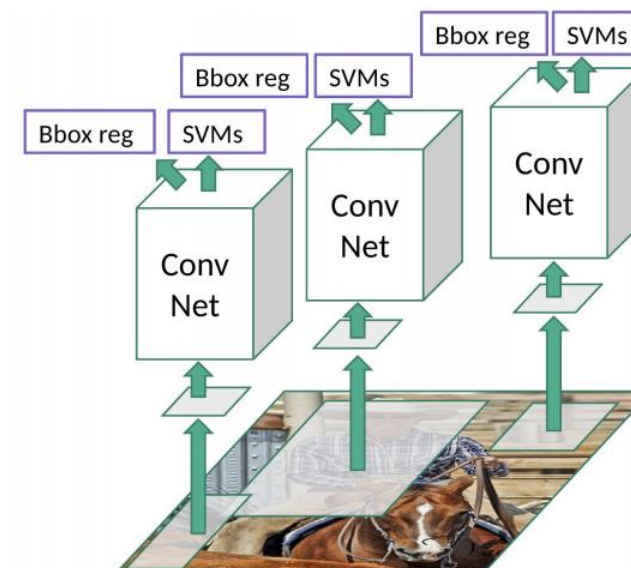 Bbox reg SVMs
Bbox reg SVMs
Bbox reg SVMs
Conv
Net
Conv
Net
Conv
Net